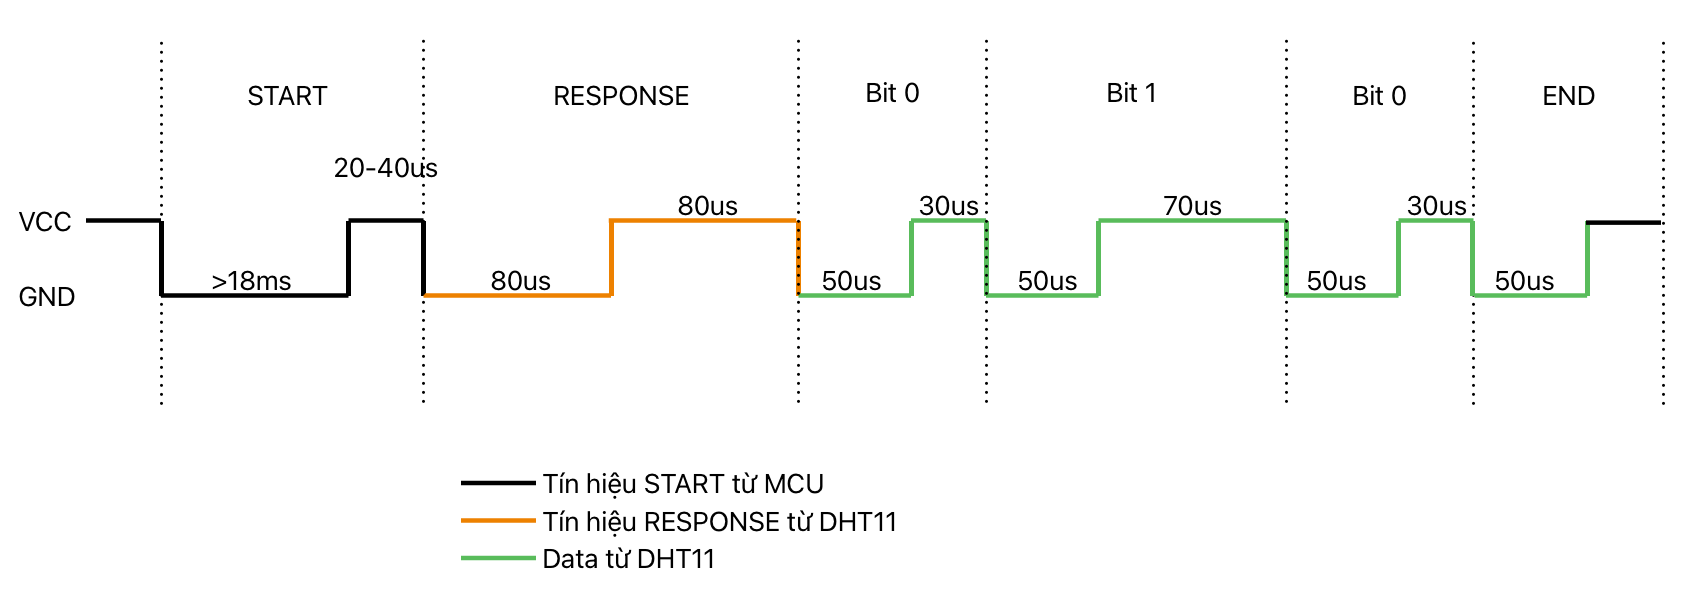 START
RESPONSE
Bit 0
Bit 1
Bit 0
END
20-40us
VCC
80us
30us
70us
30us
GND
>18ms
80us
50us
50us
50us
50us
Tín hiệu START từ MCU
Tín hiệu RESPONSE từ DHT11
Data từ DHT11